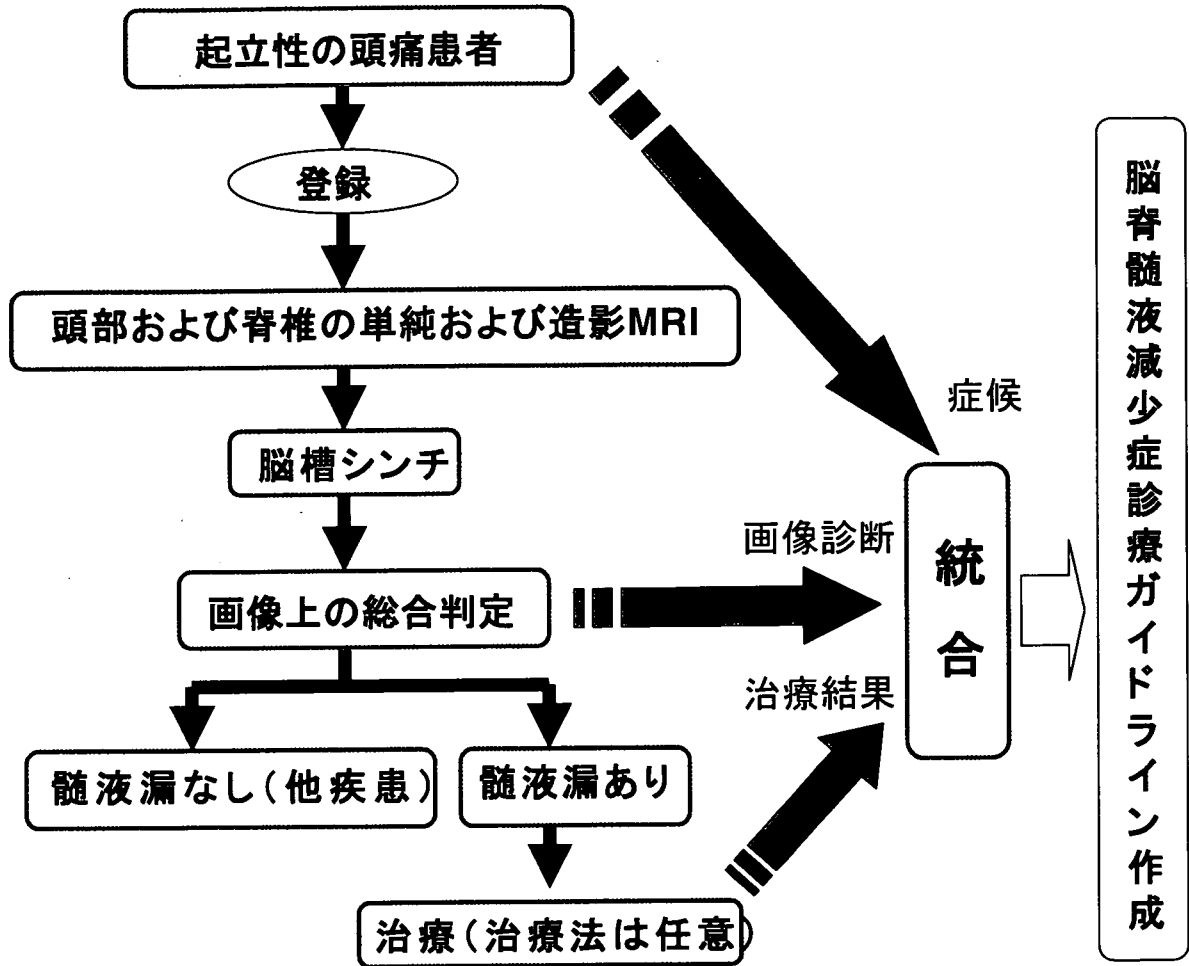 起立性の頭痛患者
登録
頭部および脊椎の単純および造影MRI
脳槽シンチ
画像上の総合判定
髄液漏なし(他疾患)
髄液漏あり
治療(治療法は任意)
症候
画像診断
治療結果
統合
脳脊髄液減少症診療ガイドライン作成